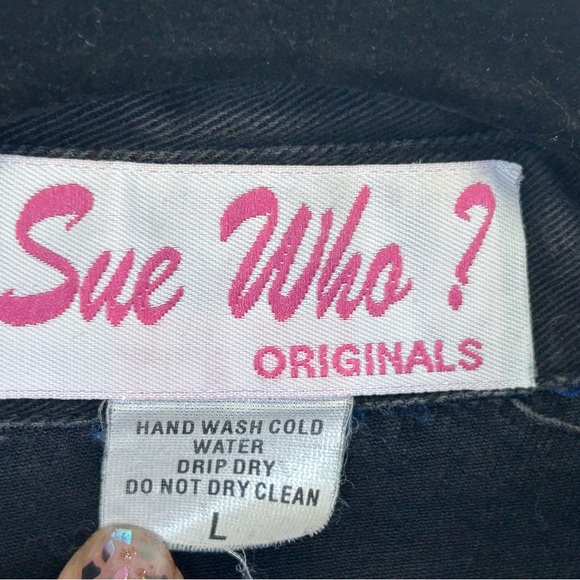 Sue Who?
ORIGINALS
HAND WASH COLD
WATER
DRIP DRY
DO NOT DRY CLEAN
L